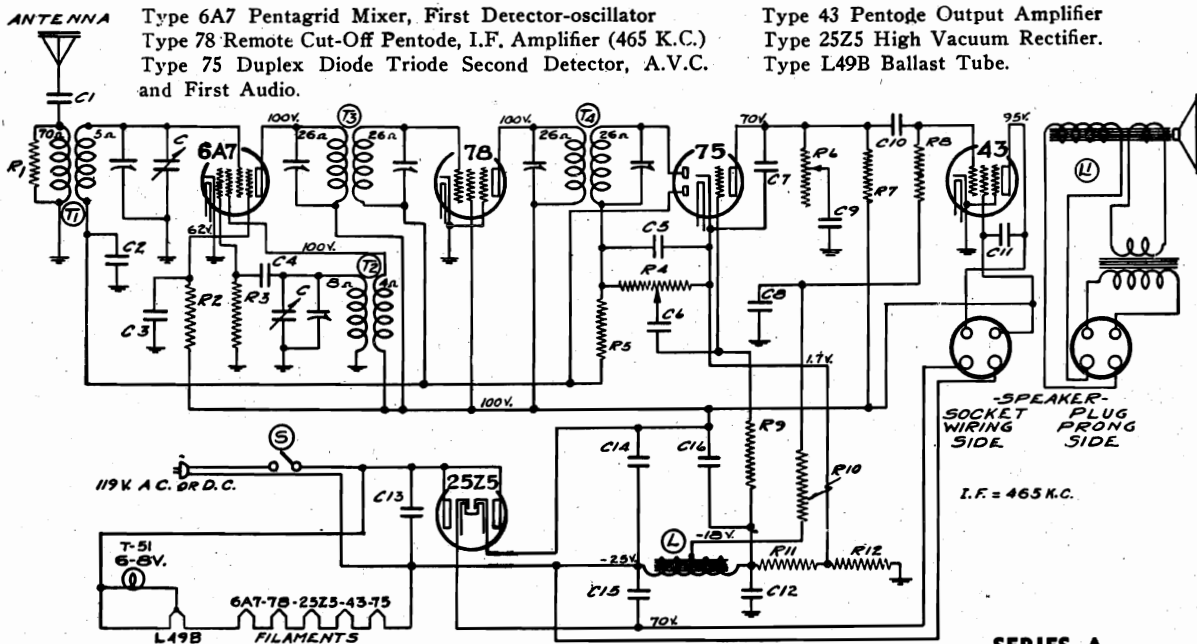 ANTENNA
Type 6A7 Pentagrid Mixer, First Detector-oscillator
Type 78 Remote Cut-Off Pentode, I.F. Amplifier (465 K.C.)
Type 75 Duplex Diode Triode Second Detector, A.V.C.
and First Audio.
Type 43 Pentode Output Amplifier
Type 25Z5 High Vacuum Rectifier.
Type L49B Ballast Tube.
C1
R1
70Ω
5Ω
T1
C
C2
6A7
100V.
62V.
100V.
C3
R2
R3
C4
C
8Ω
T2
4Ω
26Ω
T3
26Ω
78
100V.
26Ω
T4
26Ω
75
70V.
C7
C5
R4
C6
R5
R6
C9
C8
R7
C10
R8
43
95V.
C11
L1
1.7V.
100V.
-SPEAKER-
SOCKET
WIRING
SIDE
PLUG
PRONG
SIDE
S
119V. A.C. OR D.C.
C13
25Z5
C14
C16
R9
R10
I.F. = 465 K.C.
T-51
6-8V.
-25V.
L
-18V.
R11
R12
C15
C12
70V.
L49B
6A7-78-25Z5-43-75
FILAMENTS
SERIES A